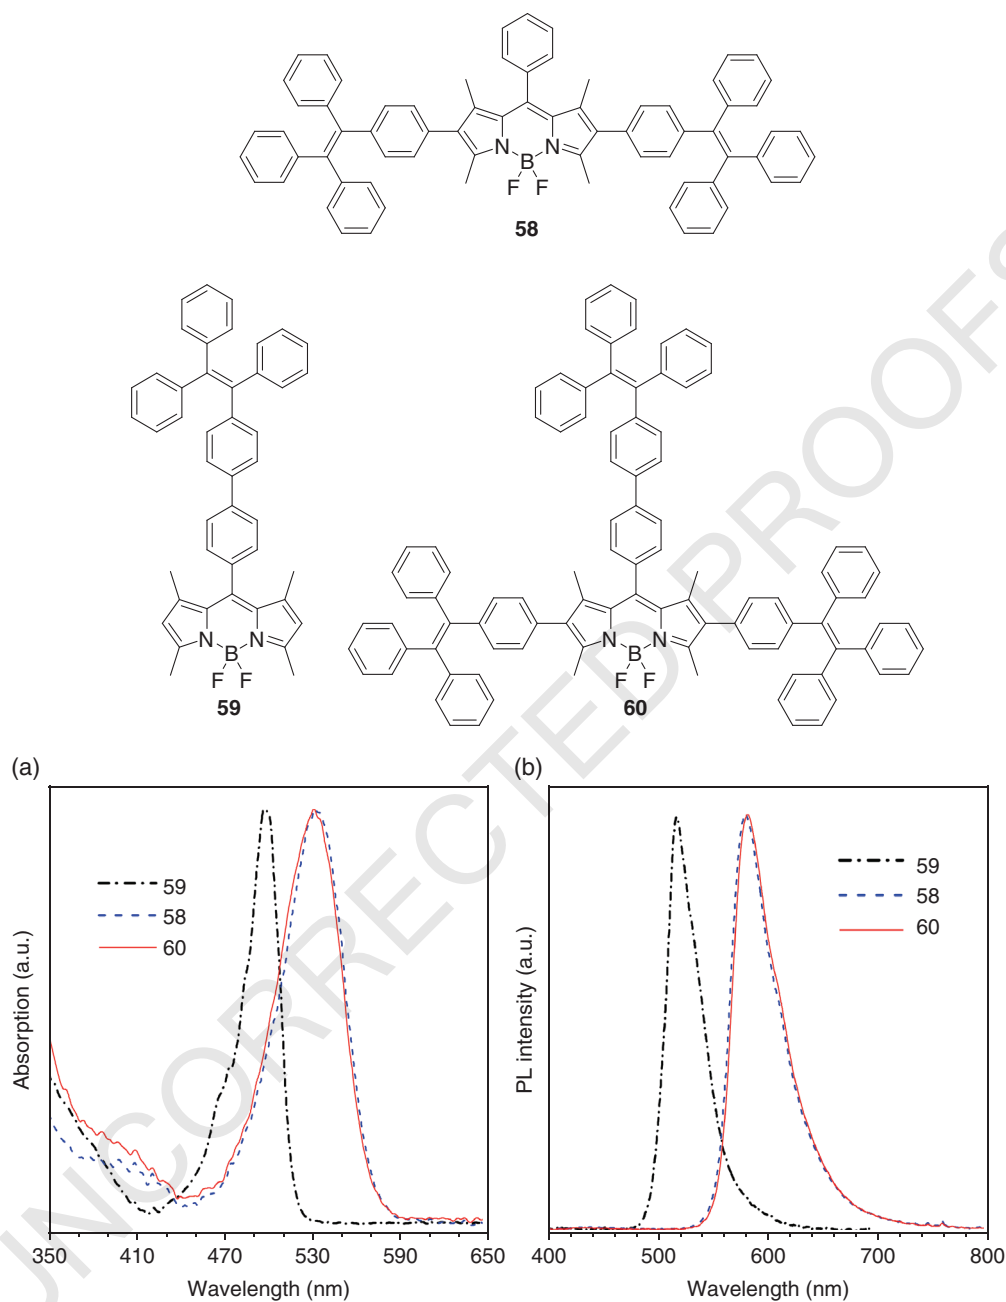 N
N
B
F
F
58
N
N
B
F
F
59
N
N
B
F
F
60
UNCORRECTED PROOFS
(a)
59
58
60
Absorption (a.u.)
350
410
470
530
590
650
Wavelength (nm)
(b)
59
58
60
PL intensity (a.u.)
400
500
600
700
800
Wavelength (nm)